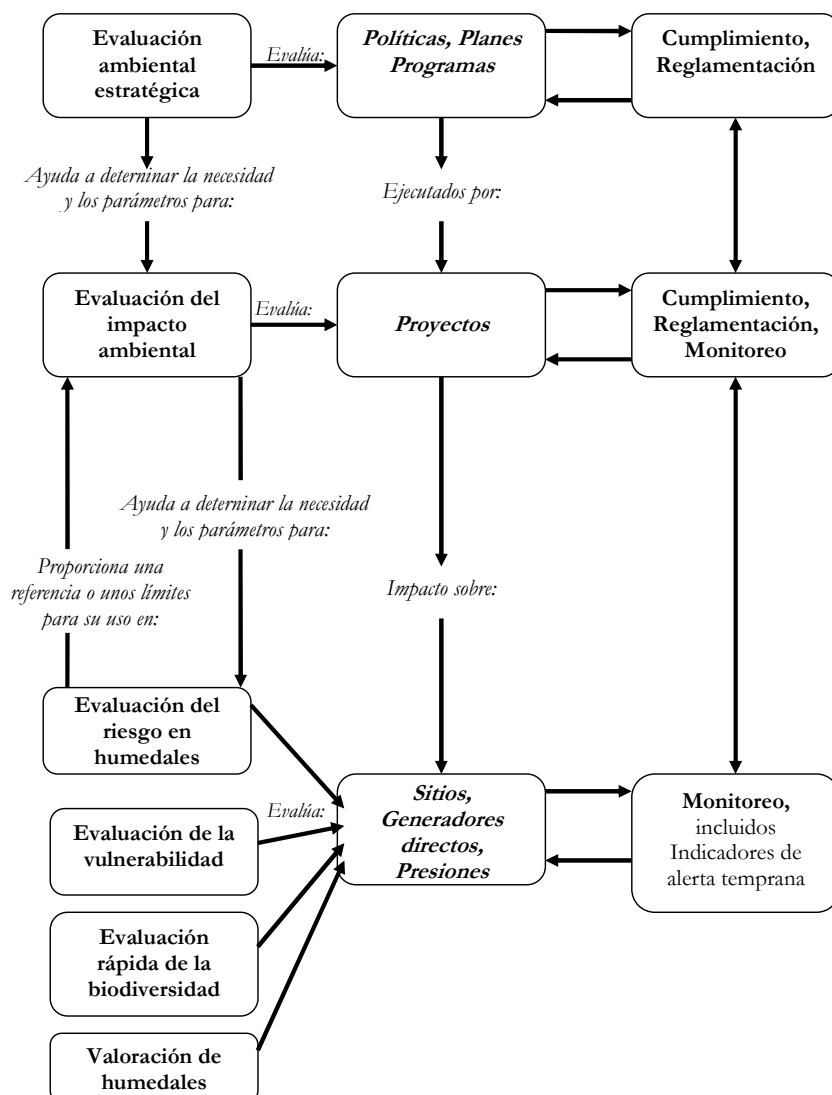 Evaluación
ambiental
estratégica
Evalúa:
Políticas, Planes
Programas
Cumplimiento,
Reglamentación
Ayuda a deterninar la necesidad
y los parámetros para:
Ejecutados por:
Evaluación del
impacto
ambiental
Evalúa:
Proyectos
Cumplimiento,
Reglamentación,
Monitoreo
Ayuda a deterninar la necesidad
y los parámetros para:
Proporciona una
referencia o unos límites
para su uso en:
Impacto sobre:
Evaluación del
riesgo en
humedales
Evalúa:
Sitios,
Generadores
directos,
Presiones
Monitoreo,
incluidos
Indicadores de
alerta temprana
Evaluación de la
vulnerabilidad
Evaluación
rápida de la
biodiversidad
Valoración de
humedales